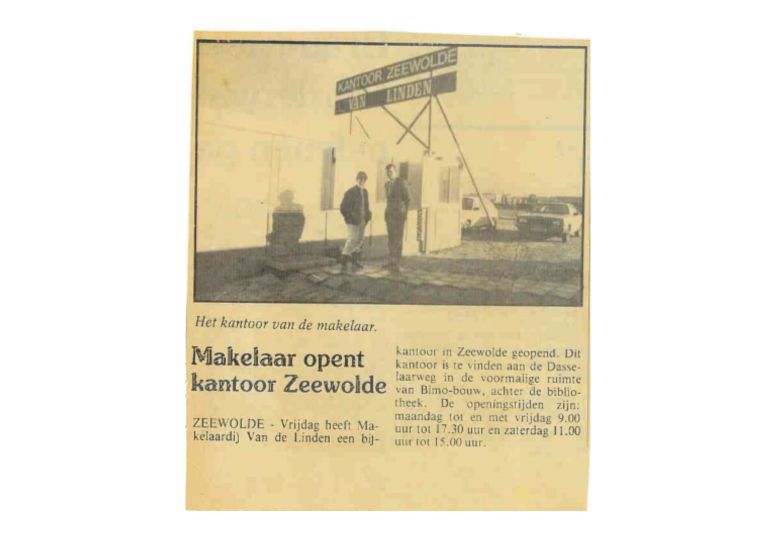 KANTOOR ZEEWOLDE
VAN LINDEN
Het kantoor van de makelaar.
Makelaar opent
kantoor Zeewolde
ZEEWOLDE - Vrijdag heeft Ma-
kelaardij Van de Linden een bij-
kantoor in Zeewolde geopend. Dit
kantoor is te vinden aan de Dasse-
laarweg in de voormalige ruimte
van Bimo-bouw, achter de biblio-
theek. De openingstijden zijn:
maandag tot en met vrijdag 9.00
uur tot 17.30 uur en zaterdag 11.00
uur tot 15.00 uur.